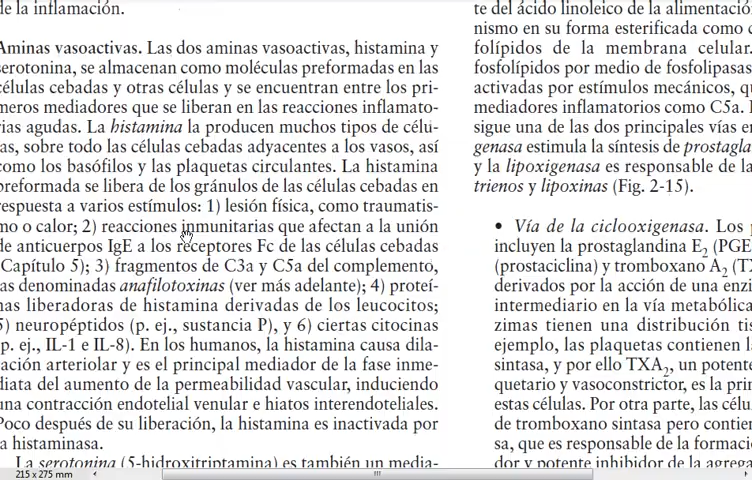 de la inflamación.
Aminas vasoactivas. Las dos aminas vasoactivas, histamina y
serotonina, se almacenan como moléculas preformadas en las
células cebadas y otras células y se encuentran entre los pri-
meros mediadores que se liberan en las reacciones inflamato-
rias agudas. La histamina la producen muchos tipos de célu-
as, sobre todo las células cebadas adyacentes a los vasos, así
como los basófilos y las plaquetas circulantes. La histamina
preformada se libera de los gránulos de las células cebadas en
respuesta a varios estímulos: 1) lesión física, como traumatis-
mo o calor; 2) reacciones inmunitarias que afectan a la unión
de anticuerpos IgE a los receptores Fc de las células cebadas
(Capítulo 5); 3) fragmentos de C3a y C5a del complemento,
as denominadas anafilotoxinas (ver más adelante); 4) proteí-
nas liberadoras de histamina derivadas de los leucocitos;
5) neuropéptidos (p. ej., sustancia P), y 6) ciertas citocinas
(p. ej., IL-1 e IL-8). En los humanos, la histamina causa dila-
ación arteriolar y es el principal mediador de la fase inme-
diata del aumento de la permeabilidad vascular, induciendo
una contracción endotelial venular e hiatos interendoteliales.
Poco después de su liberación, la histamina es inactivada por
a histaminasa.
La serotonina (5-hidroxitriptamina) es también un media-
te del ácido linoleico de la alimentació
nismo en su forma esterificada como c
folípidos de la membrana celular.
fosfolípidos por medio de fosfolipasas
activadas por estímulos mecánicos, qu
mediadores inflamatorios como C5a. 
sigue una de las dos principales vías en
genasa estimula la síntesis de prostagla
y la lipoxigenasa es responsable de la
trienos y lipoxinas (Fig. 2-15).
• Vía de la ciclooxigenasa. Los p
incluyen la prostaglandina E2 (PGE
(prostaciclina) y tromboxano A2 (TX
derivados por la acción de una enzi
intermediario en la vía metabólica
zimas tienen una distribución tis
ejemplo, las plaquetas contienen l
sintasa, y por ello TXA2, un potente
quetario y vasoconstrictor, es la prin
estas células. Por otra parte, las célu
de tromboxano sintasa pero contien
sa, que es responsable de la formació
dor y potente inhibidor de la agrega
215 x 275 mm